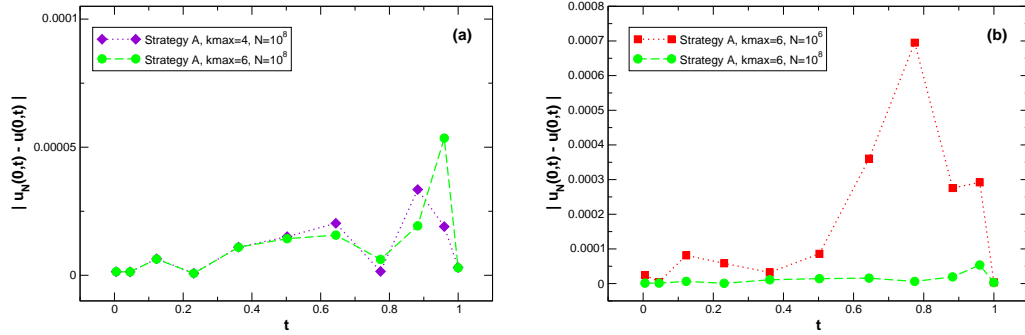 (a)
Strategy A, kmax=4, N=10^8
Strategy A, kmax=6, N=10^8
| u_N(0,t) - u(0,t) |
0.0001
0.00005
0
0 0.2 0.4 0.6 0.8 1
t
(b)
Strategy A, kmax=6, N=10^6
Strategy A, kmax=6, N=10^8
| u_N(0,t) - u(0,t) |
0.0008
0.0007
0.0006
0.0005
0.0004
0.0003
0.0002
0.0001
0
0 0.2 0.4 0.6 0.8 1
t